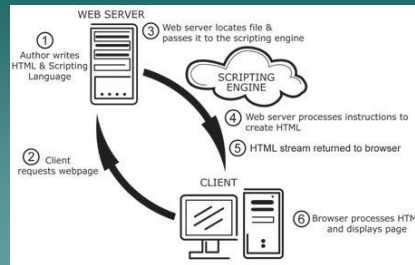 WEB SERVER
① Author writes
HTML & Scripting
Language
③ Web server locates file &
passes it to the scripting engine
SCRIPTING
ENGINE
④ Web server processes instructions to
create HTML
⑤ HTML stream returned to browser
② Client
requests webpage
CLIENT
⑥ Browser processes HTM
and displays page